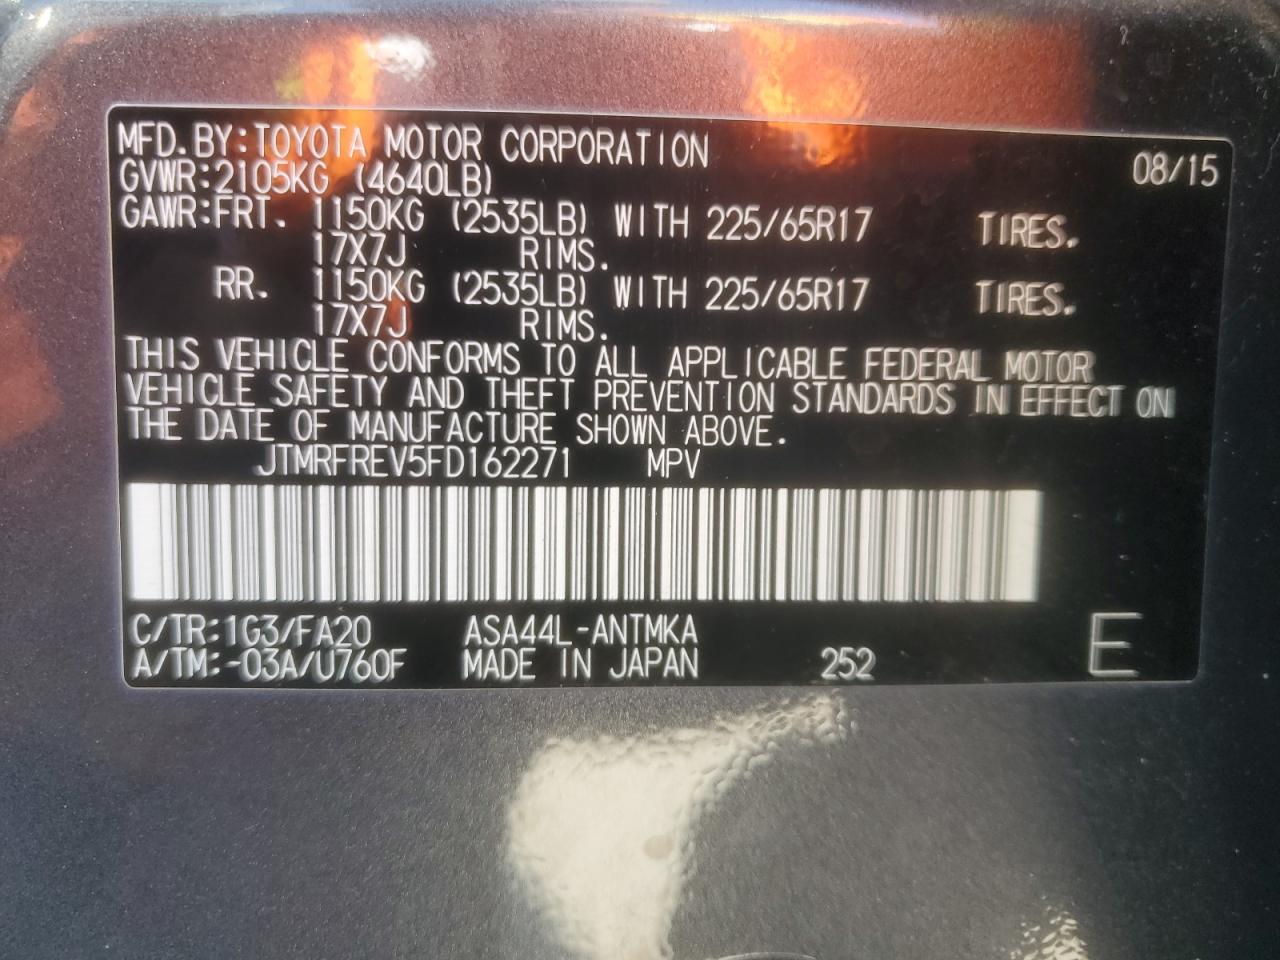 MFD.BY:TOYOTA MOTOR CORPORATION 08/15
GVWR:2105KG (4640LB)
GAWR:FRT. 1150KG (2535LB) WITH 225/65R17 TIRES.
17X7J RIMS.
RR. 1150KG (2535LB) WITH 225/65R17 TIRES.
17X7J RIMS.
THIS VEHICLE CONFORMS TO ALL APPLICABLE FEDERAL MOTOR
VEHICLE SAFETY AND THEFT PREVENTION STANDARDS IN EFFECT ON
THE DATE OF MANUFACTURE SHOWN ABOVE.
JTMRFREV5FD162271 MPV
C/TR:1G3/FA20 ASA44L-ANTMKA E
A/TM:-03A/U760F MADE IN JAPAN 252